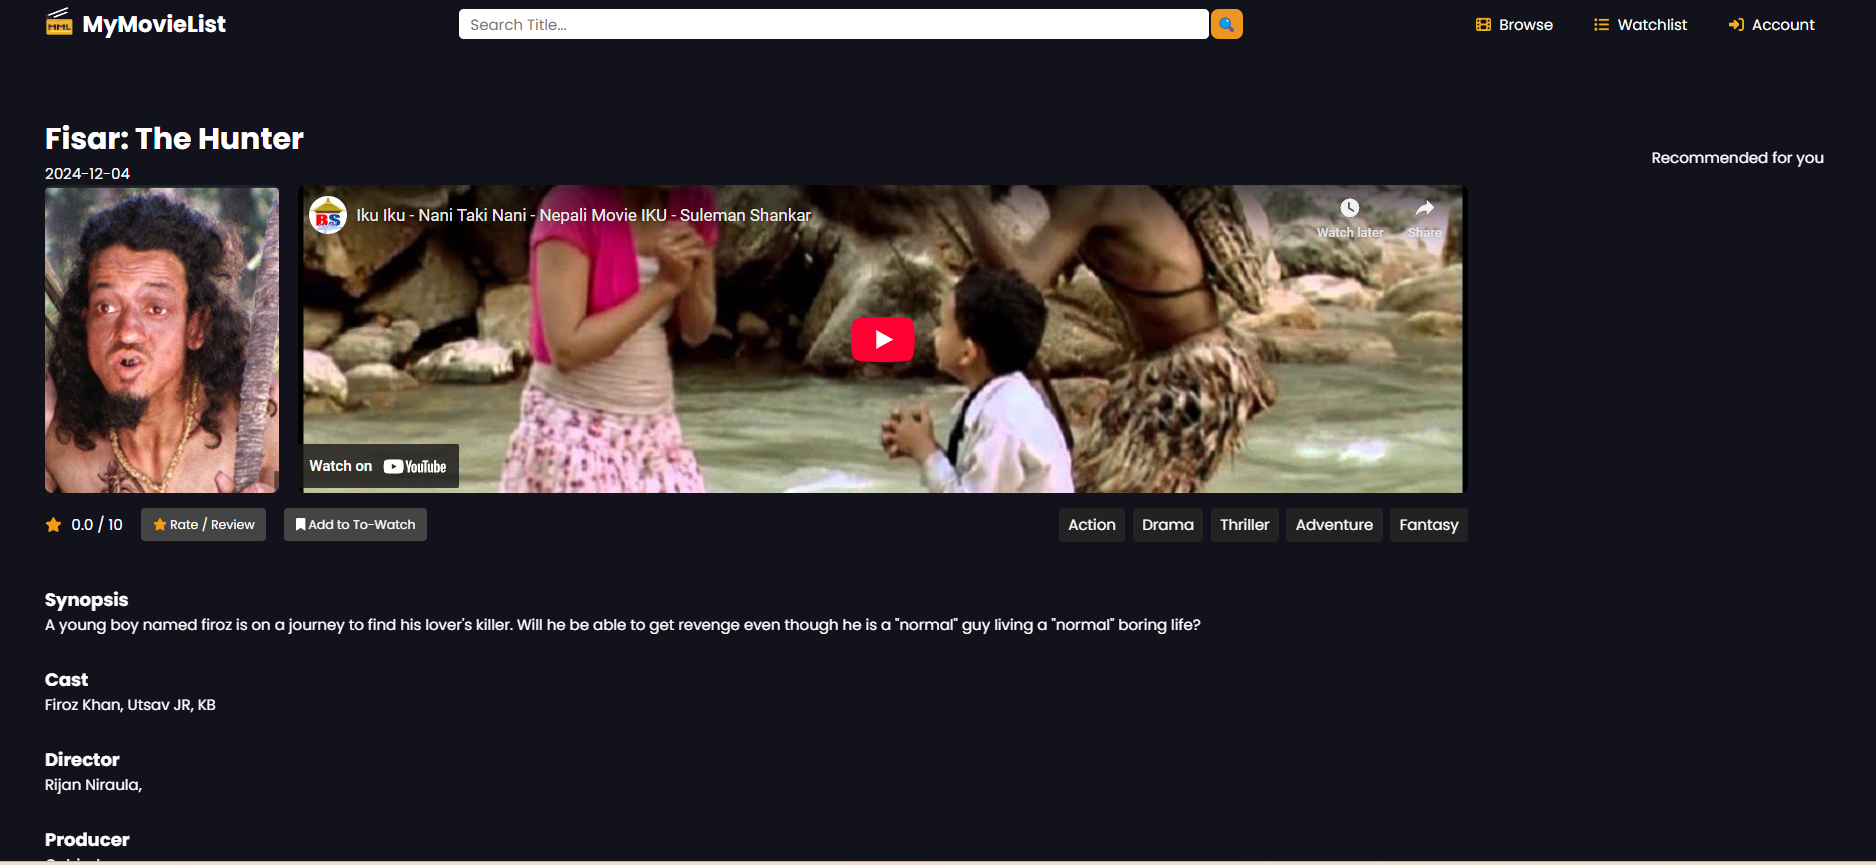 MML MyMovieList
Search Title...
Browse
Watchlist
Account
Fisar: The Hunter
2024-12-04
Recommended for you
BS
Iku Iku - Nani Taki Nani - Nepali Movie IKU - Suleman Shankar
Watch later
Share
Watch on YouTube
0.0 / 10
Rate / Review
Add to To-Watch
Action
Drama
Thriller
Adventure
Fantasy
Synopsis
A young boy named firoz is on a journey to find his lover's killer. Will he be able to get revenge even though he is a "normal" guy living a "normal" boring life?
Cast
Firoz Khan, Utsav JR, KB
Director
Rijan Niraula,
Producer